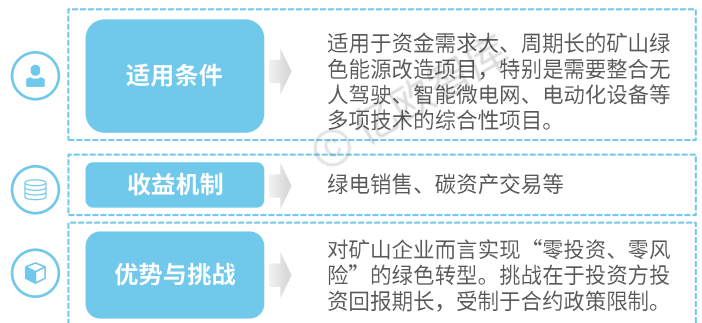 适用条件
适用于资金需求大、周期长的矿山绿
色能源改造项目，特别是需要整合无
人驾驶、智能微电网、电动化设备等
多项技术的综合性项目。
收益机制
绿电销售、碳资产交易等
优势与挑战
对矿山企业而言实现“零投资、零风
险”的绿色转型。挑战在于投资方投
资回报期长，受制于合约政策限制。
©亿欧智库